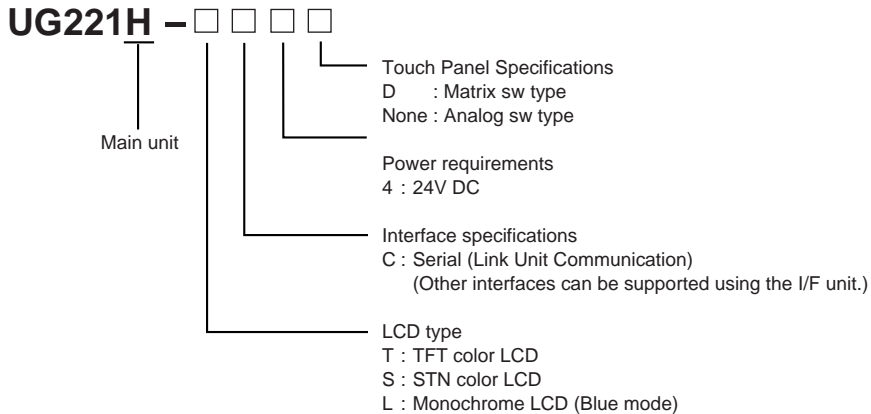 UG221H – □ □ □ □
Touch Panel Specifications
D : Matrix sw type
None : Analog sw type
Main unit
Power requirements
4 : 24V DC
Interface specifications
C : Serial (Link Unit Communication)
(Other interfaces can be supported using the I/F unit.)
LCD type
T : TFT color LCD
S : STN color LCD
L : Monochrome LCD (Blue mode)